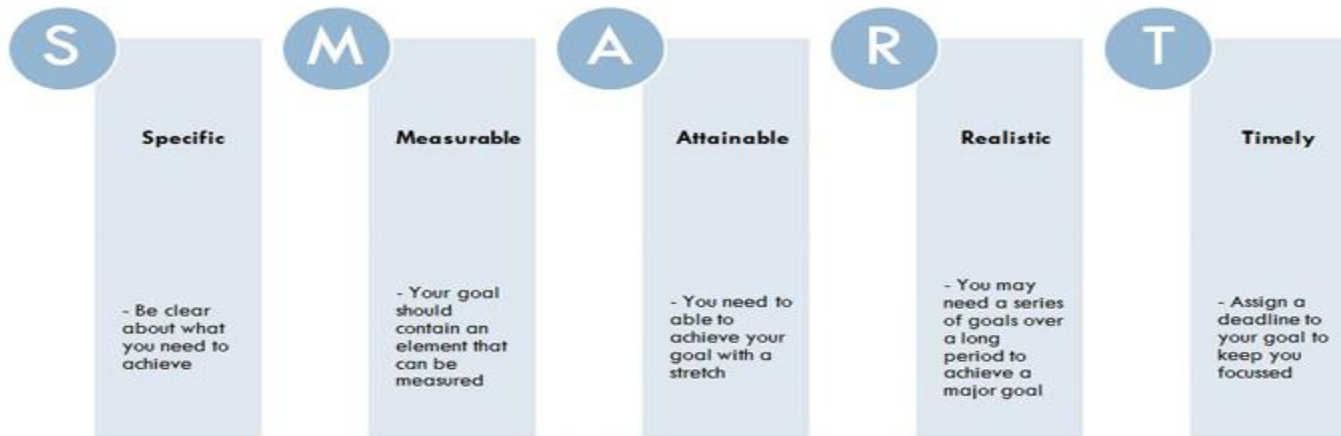 S
Specific
- Be clear
about what
you need to
achieve
M
Measurable
- Your goal
should
contain an
element that
can be
measured
A
Attainable
- You need to
able to
achieve your
goal with a
stretch
R
Realistic
- You may
need a series
of goals over
a long
period to
achieve a
major goal
T
Timely
- Assign a
deadline to
your goal to
keep you
focussed